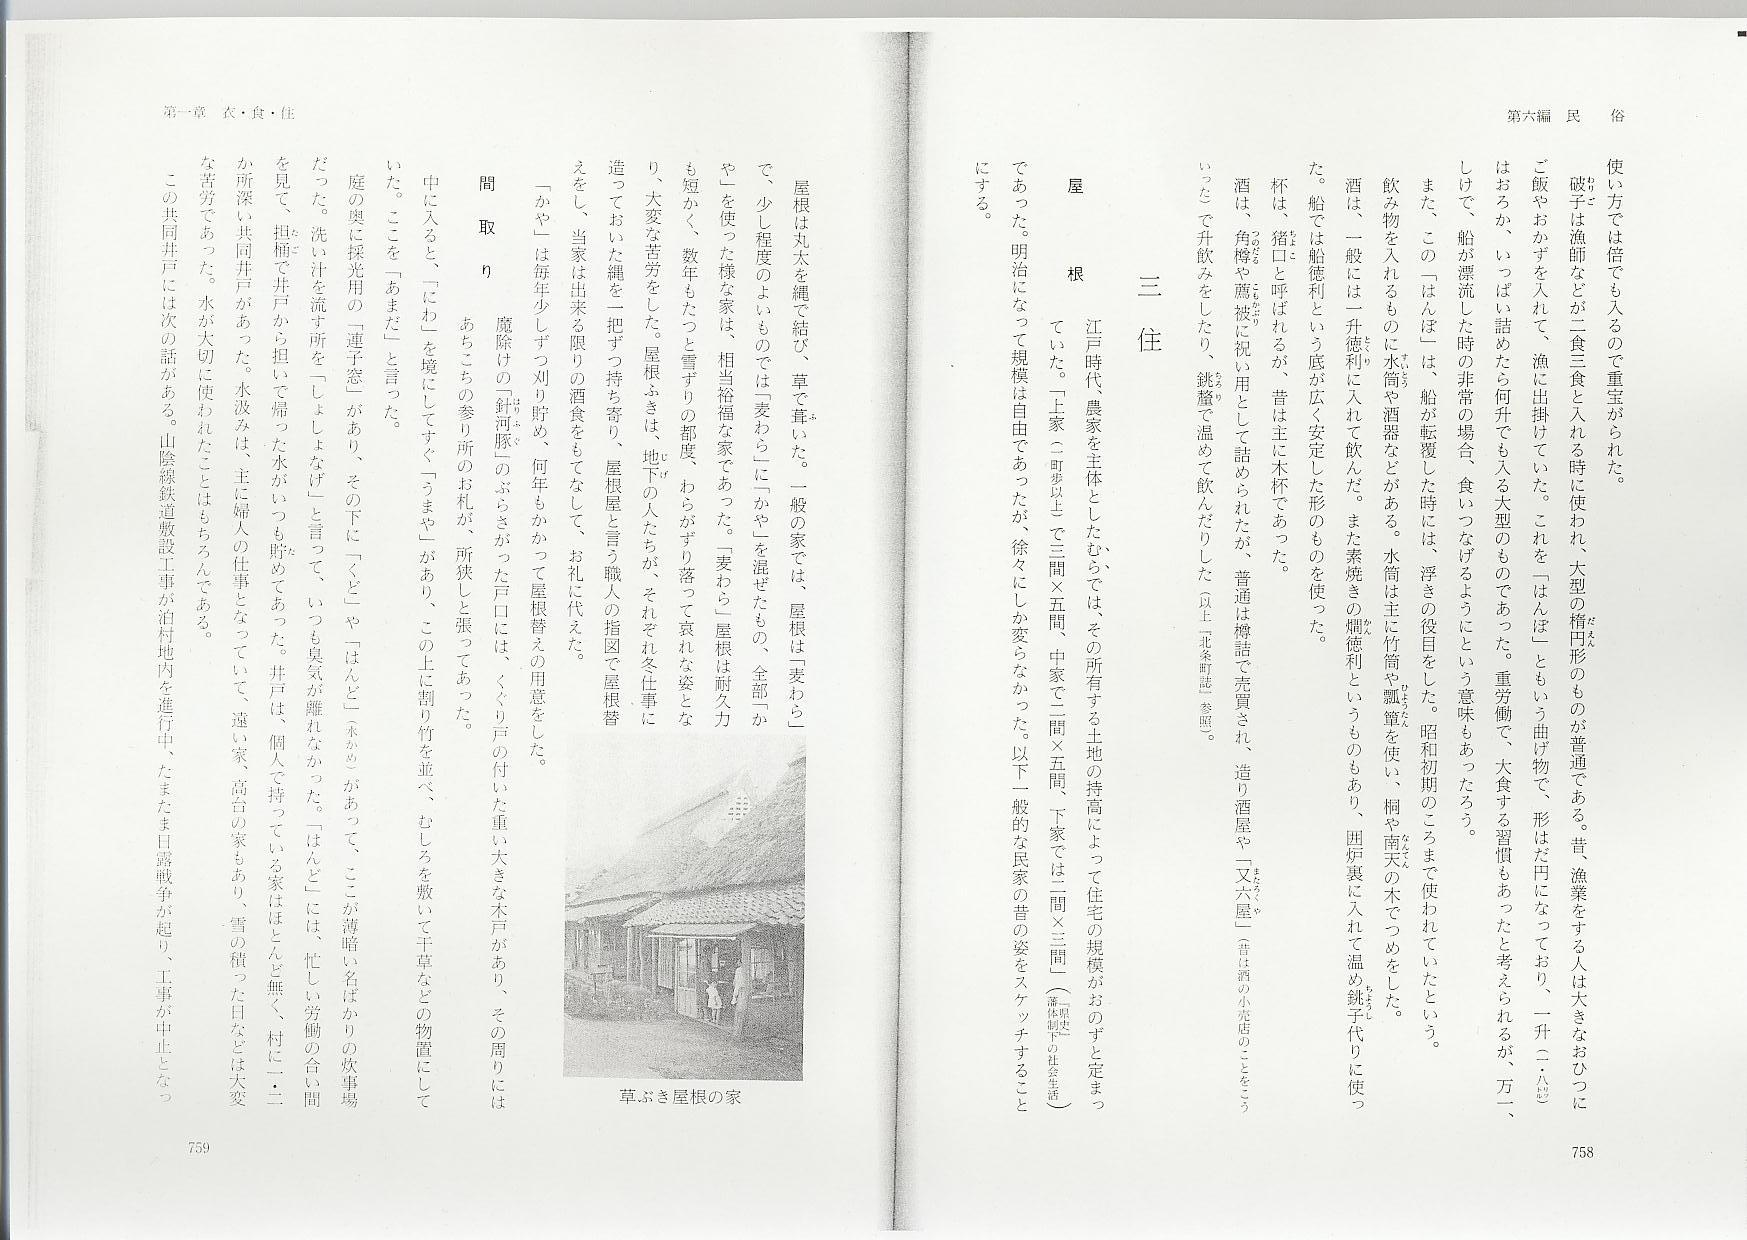 第六編　民　　俗
使い方では倍でも入るので重宝がられた。
　破子は漁師などが二食三食と入れる時に使われ、大型の楕円形のものが普通である。昔、漁業をする人は大きなおひつに
ご飯やおかずを入れて、漁に出掛けていた。これを「はんぼ」ともいう曲げ物で、形はだ円になっており、一升（一・八リットル）
はおろか、いっぱい詰めたら何升でも入る大型のものであった。重労働で、大食する習慣もあったと考えられるが、万一、
しけで、船が漂流した時の非常の場合、食いつなげるようにという意味もあったろう。
　また、この「はんぼ」は、船が転覆した時には、浮きの役目をした。昭和初期のころまで使われていたという。
　飲み物を入れるものに水筒や酒器などがある。水筒は主に竹筒や瓢簞を使い、桐や南天の木でつめをした。
　酒は、一般には一升徳利に入れて飲んだ。また素焼きの燗徳利というものもあり、囲炉裏に入れて温め銚子代りに使っ
た。船では船徳利という底が広く安定した形のものを使った。
　杯は、猪口と呼ばれるが、昔は主に木杯であった。
　酒は、角樽や薦被に祝い用として詰められたが、普通は樽詰で売買され、造り酒屋や「又六屋」（昔は酒の小売店のことをこう
いった）で升飲みをしたり、銚釐で温めて飲んだりした（以上『北条町誌』参照）。
三　住
屋　　根
江戸時代、農家を主体としたむらでは、その所有する土地の持高によって住宅の規模がおのずと定まっ
ていた。「上家（一町歩以上）で三間×五間、中家で二間×五間、下家では二間×三間」（『県史』藩体制下の社会生活）
であった。明治になって規模は自由であったが、徐々にしか変らなかった。以下一般的な民家の昔の姿をスケッチすること
にする。
758
第一章　衣・食・住
　屋根は丸太を縄で結び、草で葺いた。一般の家では、屋根は「麦わら」
で、少し程度のよいものでは「麦わら」に「かや」を混ぜたもの、全部「か
や」を使った様な家は、相当裕福な家であった。「麦わら」屋根は耐久力
も短かく、数年もたつと雪ずりの都度、わらがずり落って哀れな姿とな
り、大変な苦労をした。屋根ふきは、地下の人たちが、それぞれ冬仕事に
造っておいた縄を一把ずつ持ち寄り、屋根屋と言う職人の指図で屋根替
えをし、当家は出来る限りの酒食をもてなして、お礼に代えた。
　「かや」は毎年少しずつ刈り貯め、何年もかかって屋根替えの用意をした。
草ぶき屋根の家
間　取　り
魔除けの「針河豚」のぶらさがった戸口には、くぐり戸の付いた重い大きな木戸があり、その周りには
あちこちの参り所のお札が、所狭しと張ってあった。
　中に入ると、「にわ」を境にしてすぐ「うまや」があり、この上に割り竹を並べ、むしろを敷いて干草などの物置にして
いた。ここを「あまだ」と言った。
　庭の奥に採光用の「連子窓」があり、その下に「くど」や「はんど」（水かめ）があって、ここが薄暗い名ばかりの炊事場
だった。洗い汁を流す所を「しょしょなげ」と言って、いつも臭気が離れなかった。「はんど」には、忙しい労働の合い間
を見て、担桶で井戸から担いで帰った水がいつも貯めてあった。井戸は、個人で持っている家はほとんど無く、村に一・二
か所深い共同井戸があった。水汲みは、主に婦人の仕事となっていて、遠い家、高台の家もあり、雪の積った日などは大変
な苦労であった。水が大切に使われたことはもちろんである。
　この共同井戸には次の話がある。山陰線鉄道敷設工事が泊村地内を進行中、たまたま日露戦争が起り、工事が中止となっ
759